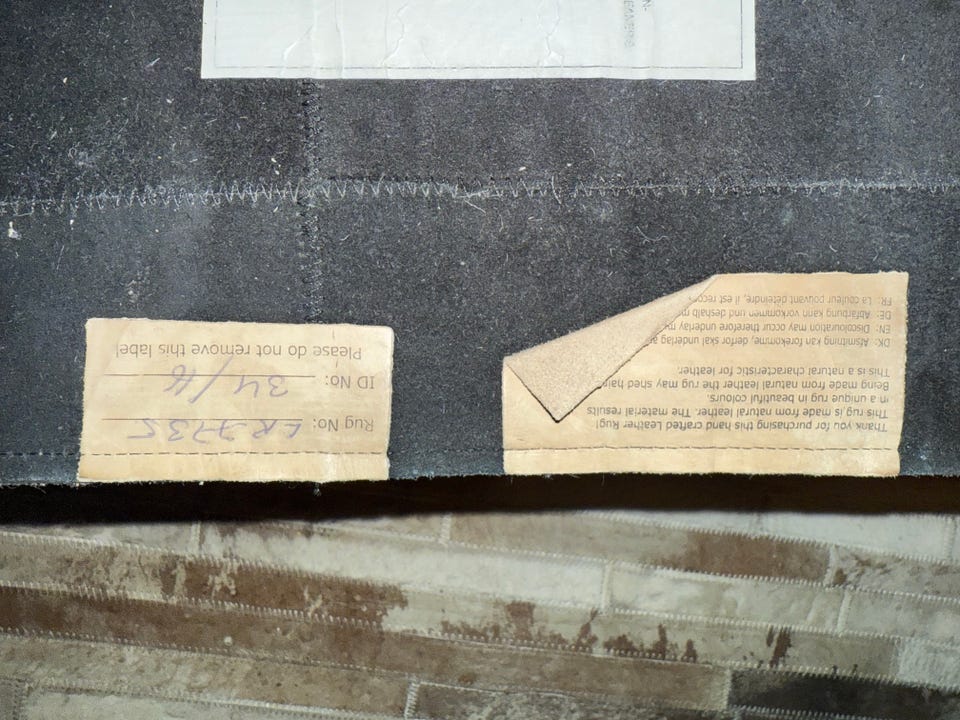 Thank you for purchasing this hand crafted Leather Rug!
This rug is made from natural leather. The material results
in a unique rug in beautiful colours.
Being made from natural leather the rug may shed
This is a natural characteristic for leather.
DK: Afsmitning kan forekomme, derfor skal underlag
EN: Discolouration may occur therefore underlay
DE: Abfärbung kann vorkommen und deshalb
FR: La couleur pouvant déteindre, il est
Rug No:
ID No:
Please do not remove this label